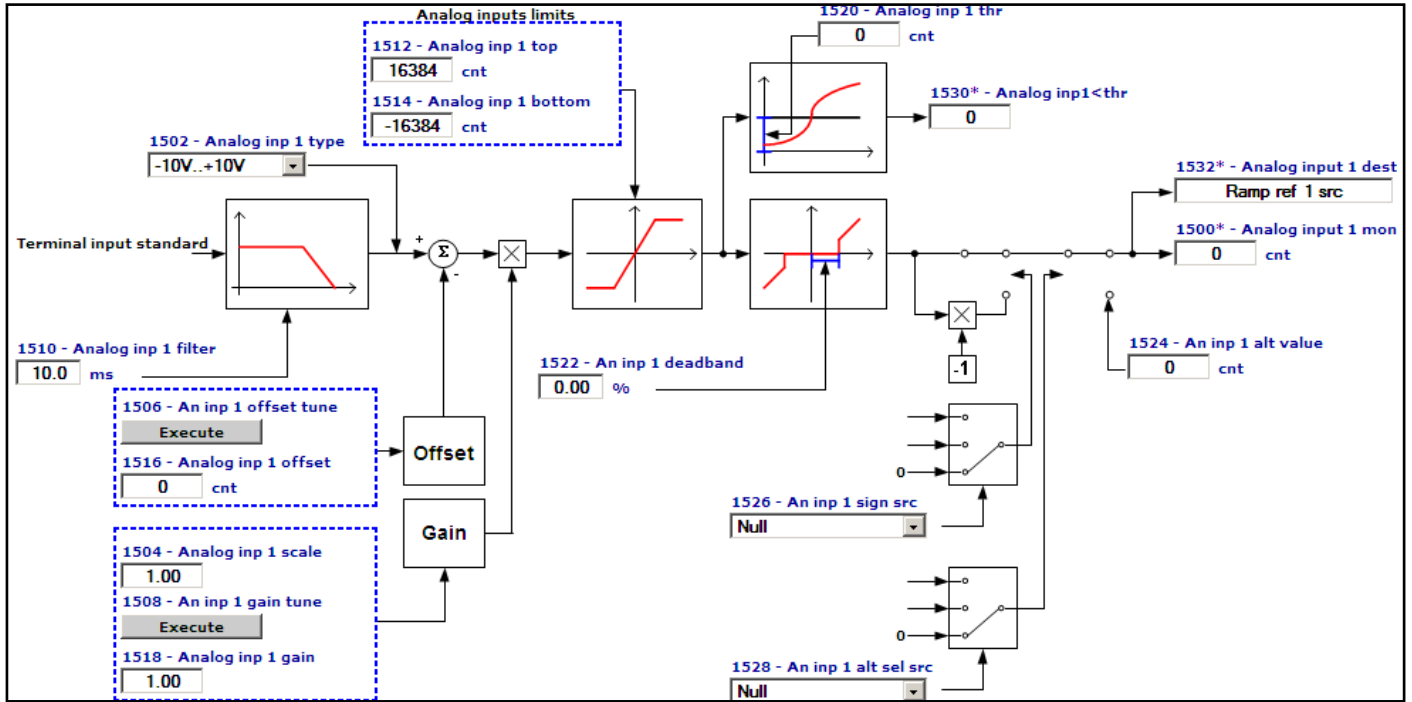 Analog inputs limits
1512 - Analog inp 1 top
16384 cnt
1514 - Analog inp 1 bottom
-16384 cnt
1520 - Analog inp 1 thr
0 cnt
1530* - Analog inp1<thr
0
1502 - Analog inp 1 type
-10V..+10V
1532* - Analog input 1 dest
Ramp ref 1 src
Terminal input standard
+
Σ
-
1500* - Analog input 1 mon
0 cnt
1510 - Analog inp 1 filter
10.0 ms
1522 - An inp 1 deadband
0.00 %
-1
1524 - An inp 1 alt value
0 cnt
1506 - An inp 1 offset tune
Execute
1516 - Analog inp 1 offset
0 cnt
Offset
Gain
0
1526 - An inp 1 sign src
Null
1504 - Analog inp 1 scale
1.00
1508 - An inp 1 gain tune
Execute
1518 - Analog inp 1 gain
1.00
0
1528 - An inp 1 alt sel src
Null